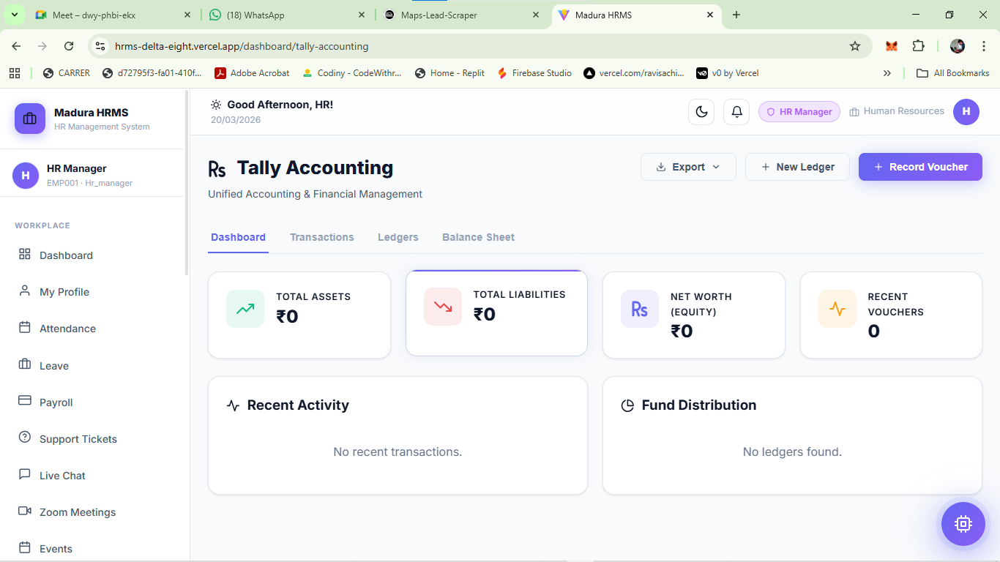 Meet – dwy-phbi-ekx
(18) WhatsApp
Maps-Lead-Scraper
Madura HRMS
hrms-delta-eight.vercel.app/dashboard/tally-accounting
CARRER
d72795f3-fa01-410f...
Adobe Acrobat
Codiny - CodeWithr...
Home - Replit
Firebase Studio
vercel.com/ravisachi...
v0 by Vercel
All Bookmarks
Madura HRMS
HR Management System
Good Afternoon, HR!
20/03/2026
HR Manager
Human Resources
H
H
HR Manager
EMP001 · Hr_manager
WORKPLACE
Dashboard
My Profile
Attendance
Leave
Payroll
Support Tickets
Live Chat
Zoom Meetings
Events
Rs Tally Accounting
Unified Accounting & Financial Management
Export
New Ledger
Record Voucher
Dashboard
Transactions
Ledgers
Balance Sheet
TOTAL ASSETS
₹0
TOTAL LIABILITIES
₹0
Rs
NET WORTH
(EQUITY)
₹0
RECENT
VOUCHERS
0
Recent Activity
No recent transactions.
Fund Distribution
No ledgers found.